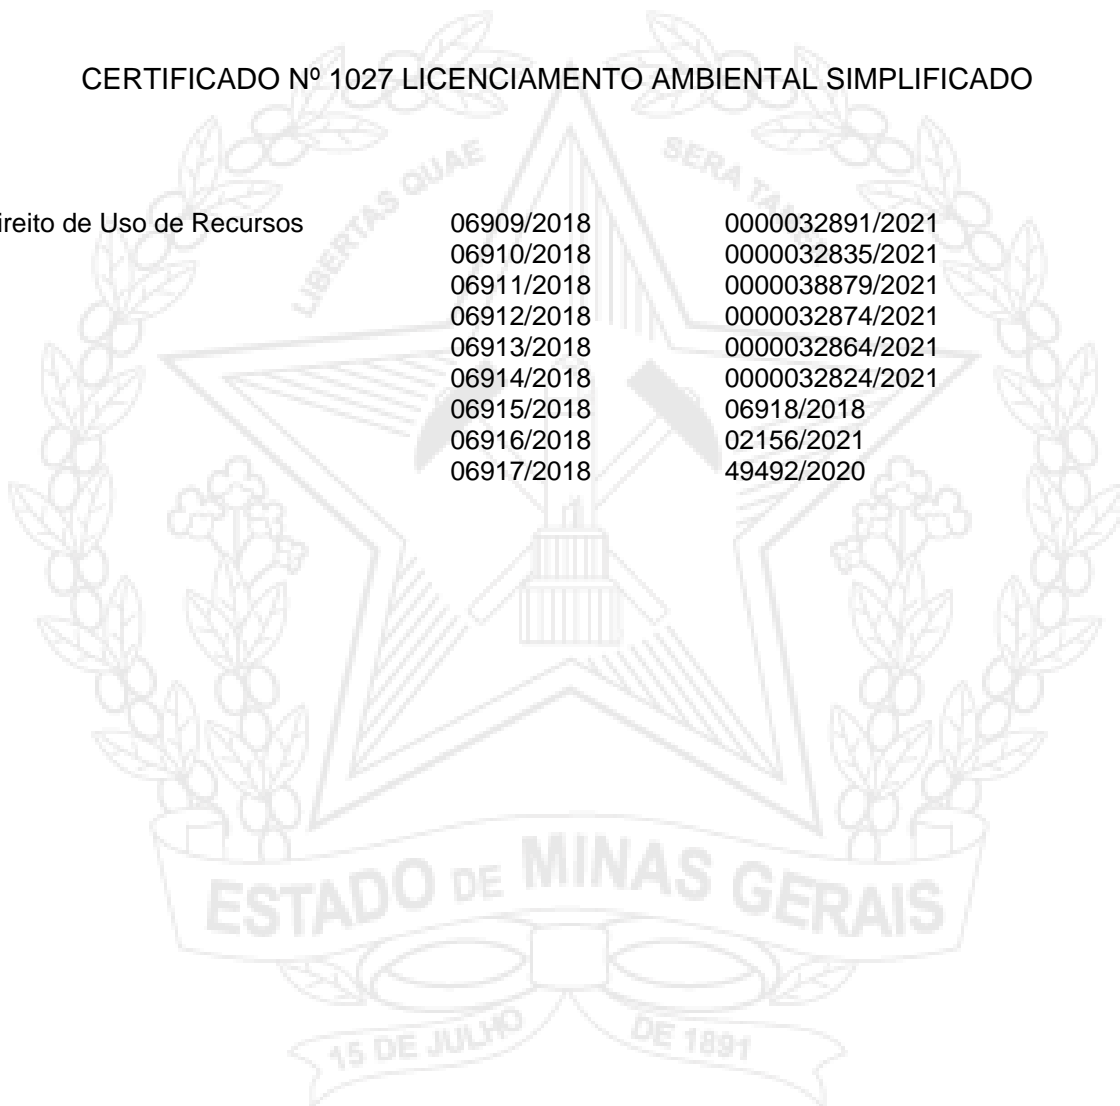 CERTIFICADO Nº 1027 LICENCIAMENTO AMBIENTAL SIMPLIFICADO
LIBERTAS QUAE SERA TAMEN
ireito de Uso de Recursos 06909/2018 0000032891/2021
06910/2018 0000032835/2021
06911/2018 0000038879/2021
06912/2018 0000032874/2021
06913/2018 0000032864/2021
06914/2018 0000032824/2021
06915/2018 06918/2018
06916/2018 02156/2021
06917/2018 49492/2020
ESTADO DE MINAS GERAIS
15 DE JULHO DE 1891